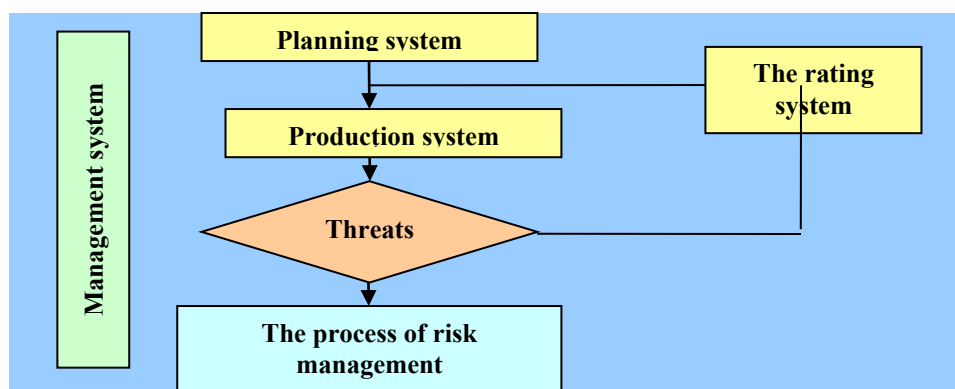 Management system
Planning system
The rating
system
Production system
Threats
The process of risk
management